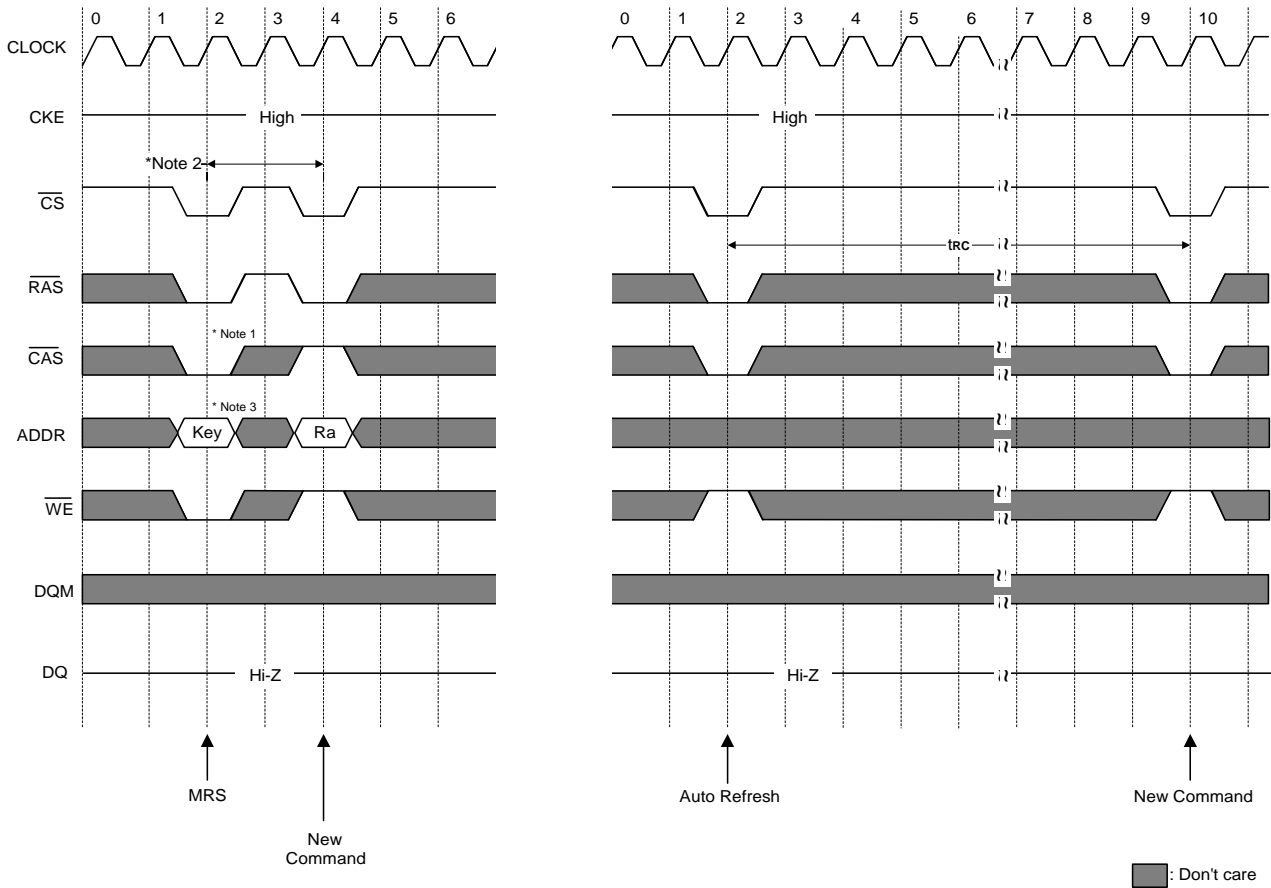 0 1 2 3 4 5 6
0 1 2 3 4 5 6 7 8 9 10
CLOCK
CKE
High
High
*Note 2
CS
tRC
RAS
* Note 1
CAS
* Note 3
ADDR
Key
Ra
WE
DQM
DQ
Hi-Z
Hi-Z
MRS
New
Command
Auto Refresh
New Command
: Don't care